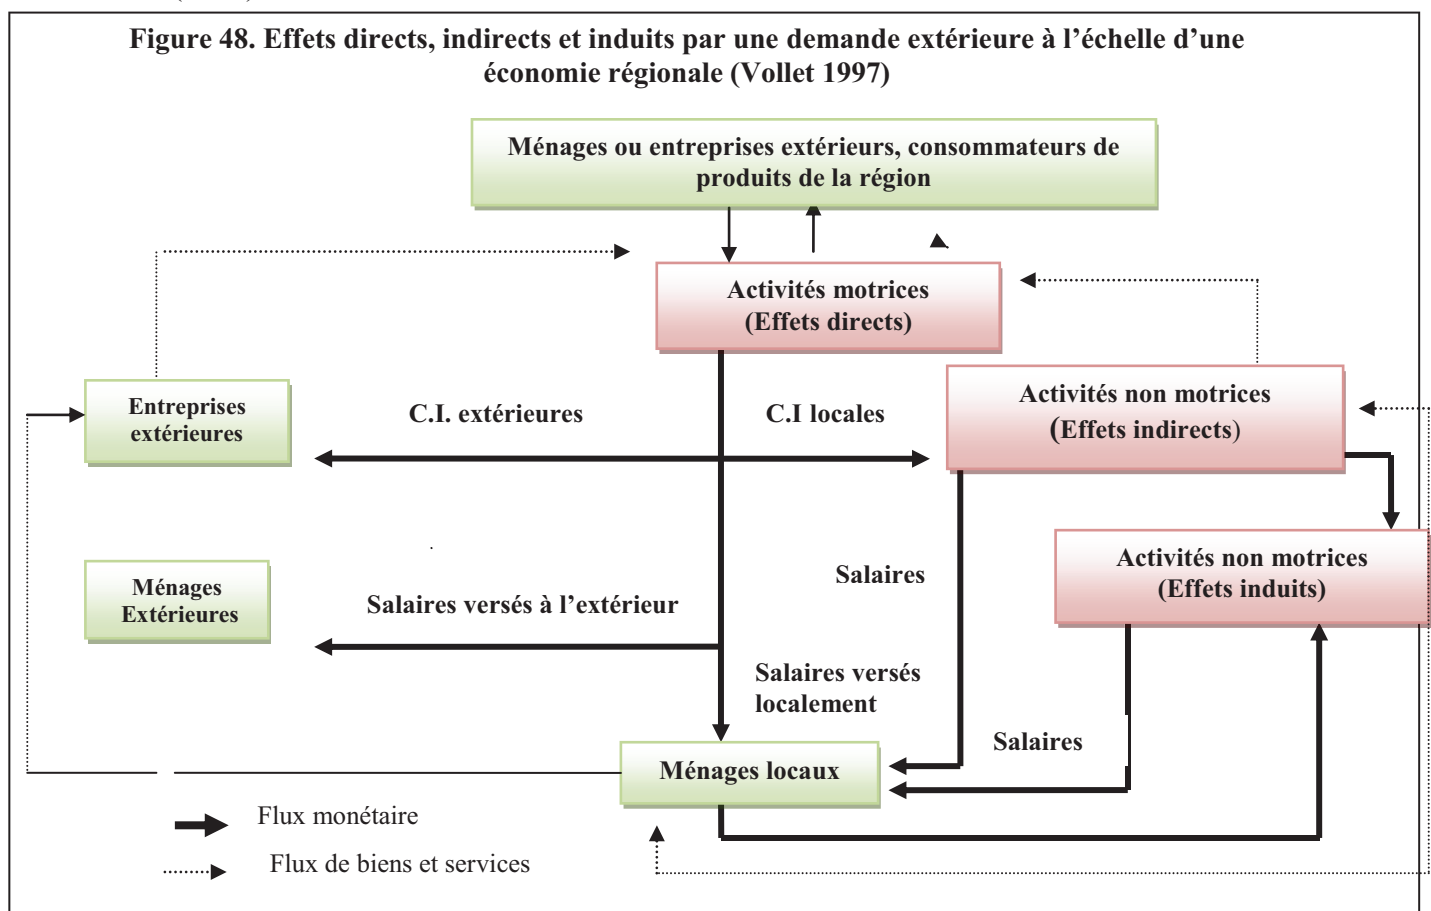 Figure 48. Effets directs, indirects et induits par une demande extérieure à l'échelle d'une
économie régionale (Vollet 1997)
Ménages ou entreprises extérieurs, consommateurs de
produits de la région
Activités motrices
(Effets directs)
Entreprises
extérieures
C.I. extérieures
C.I locales
Activités non motrices
(Effets indirects)
Activités non motrices
(Effets induits)
Ménages
Extérieures
Salaires
Salaires versés à l'extérieur
Salaires versés
localement
Salaires
Ménages locaux
Flux monétaire
Flux de biens et services